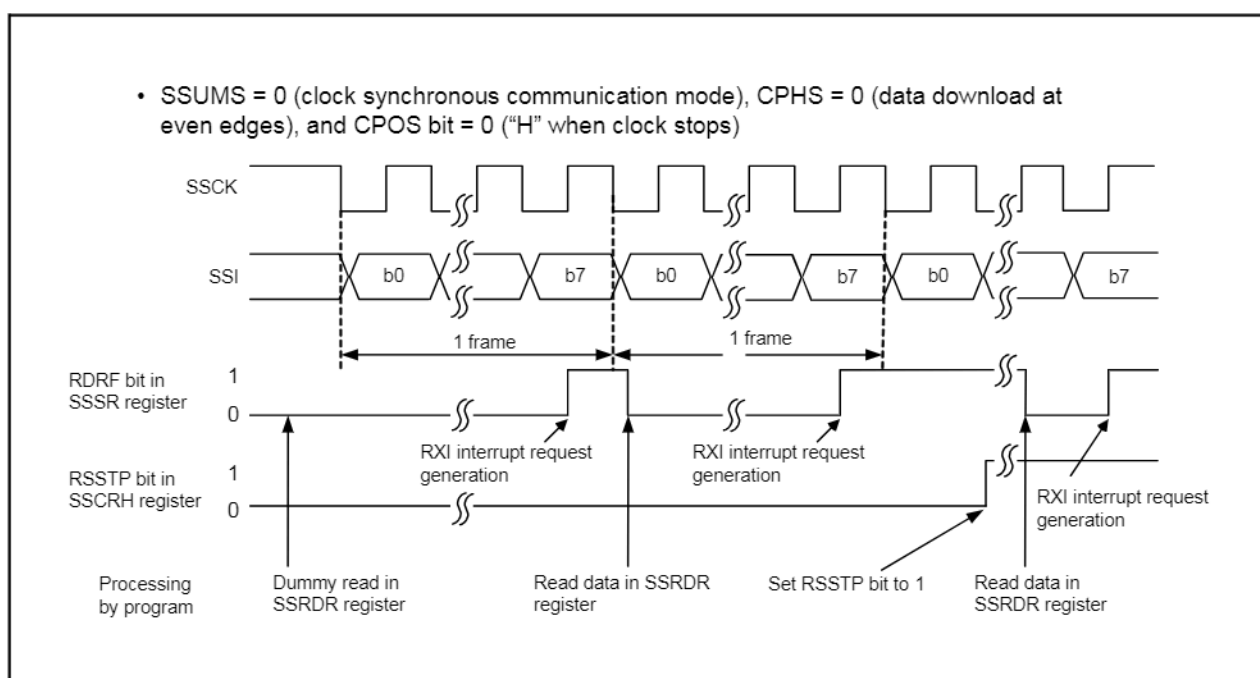 • SSUMS = 0 (clock synchronous communication mode), CPHS = 0 (data download at
even edges), and CPOS bit = 0 (“H” when clock stops)
SSCK
SSI
b0
b7
b0
b7
b0
b7
1 frame
1 frame
RDRF bit in
SSSR register
1
0
RXI interrupt request
generation
RXI interrupt request
generation
RSSTP bit in
SSCRH register
1
0
RXI interrupt request
generation
Processing
by program
Dummy read in
SSRDR register
Read data in SSRDR
register
Set RSSTP bit to 1
Read data in
SSRDR register